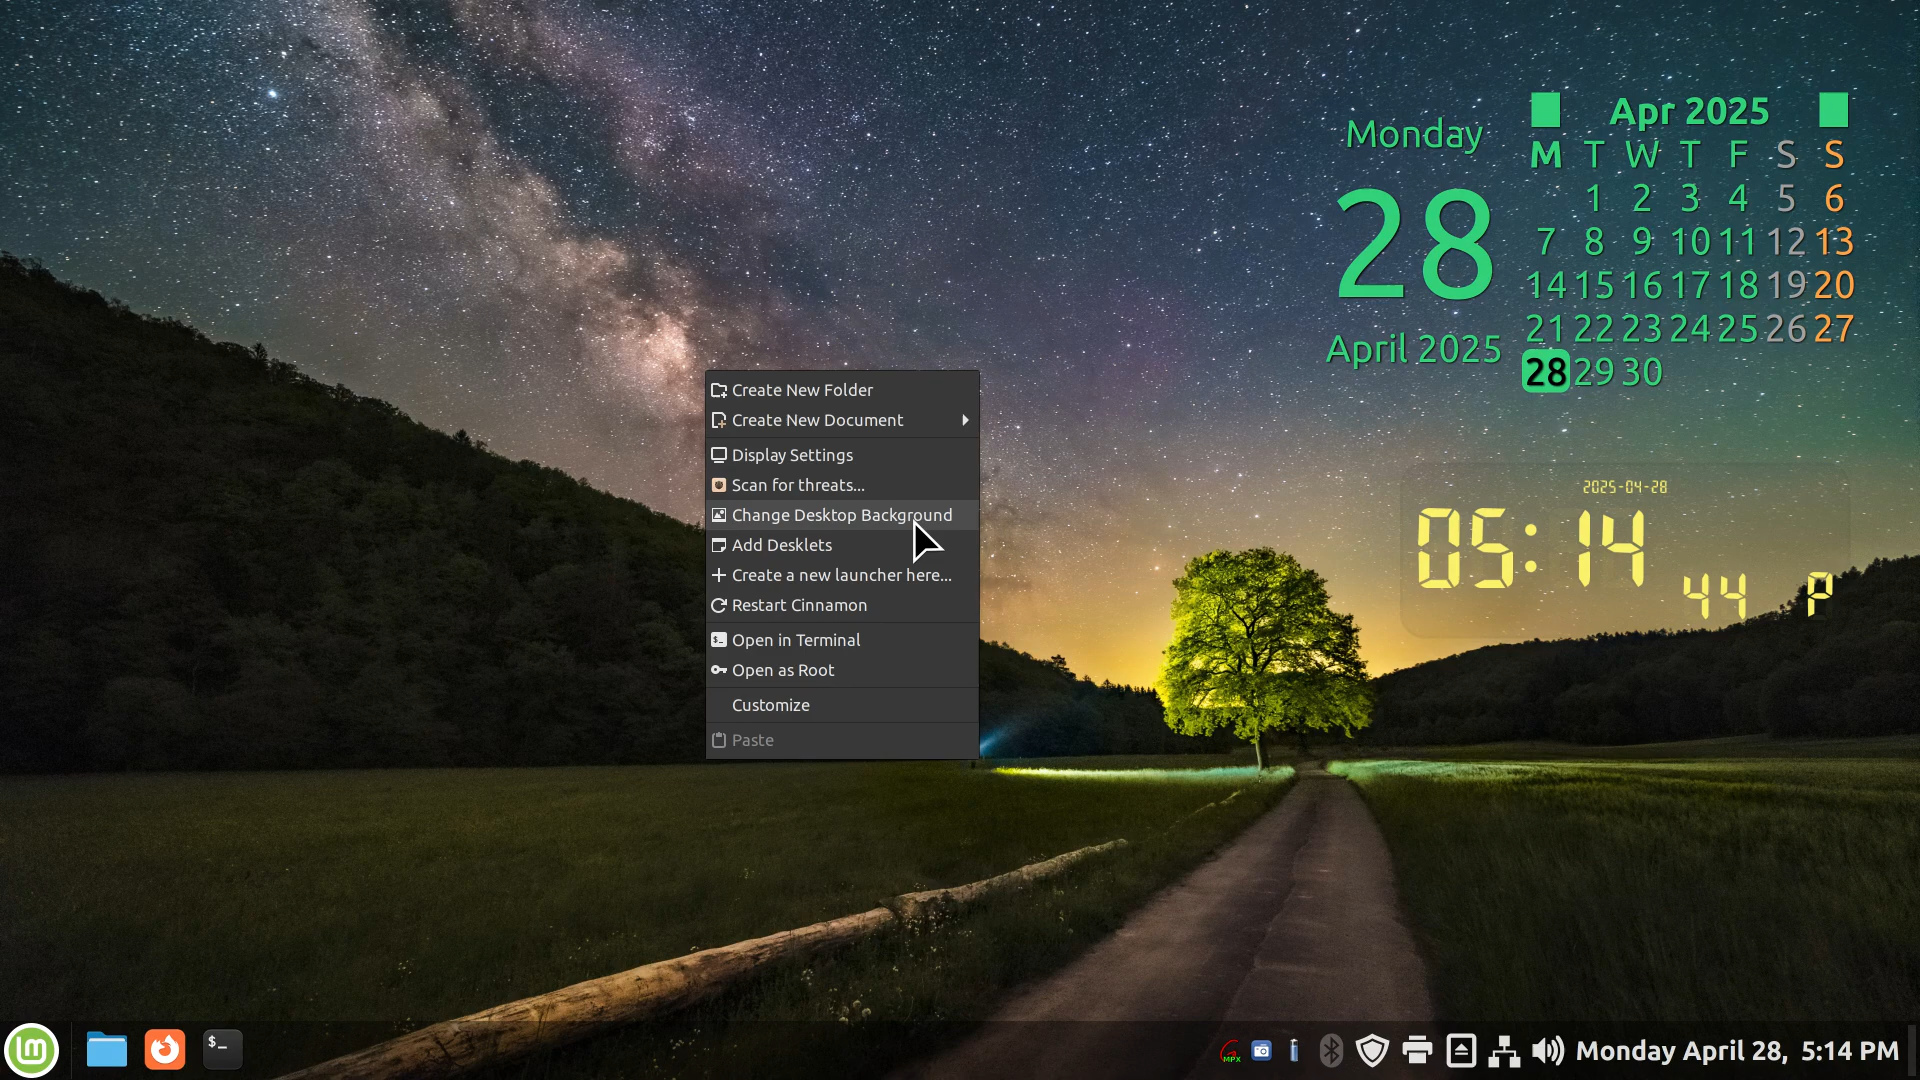 Monday
28
April 2025
Apr 2025
M T W T F S S
1 2 3 4 5 6
7 8 9 10 11 12 13
14 15 16 17 18 19 20
21 22 23 24 25 26 27
28 29 30
Create New Folder
Create New Document
Display Settings
Scan for threats...
Change Desktop Background
Add Desklets
Create a new launcher here...
Restart Cinnamon
Open in Terminal
Open as Root
Customize
Paste
2025-04-28
05:14
44 P
$_
MPX
Monday April 28, 5:14 PM